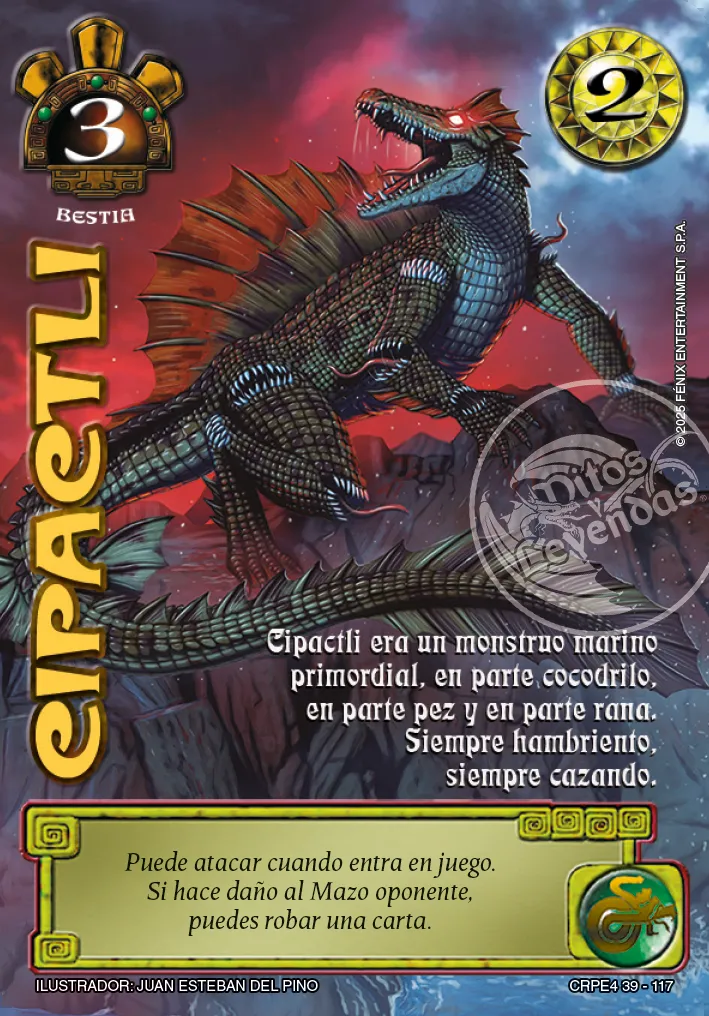 3
2
BESTIA
CIPACTLI
© 2025 FÉNIX ENTERTAINMENT S.P.A.
Mitos
y
Leyendas
®
Cipactli era un monstruo marino
primordial, en parte cocodrilo,
en parte pez y en parte rana.
Siempre hambriento,
siempre cazando.
Puede atacar cuando entra en juego.
Si hace daño al Mazo oponente,
puedes robar una carta.
ILUSTRADOR: JUAN ESTEBAN DEL PINO
CRPE4 39 - 117